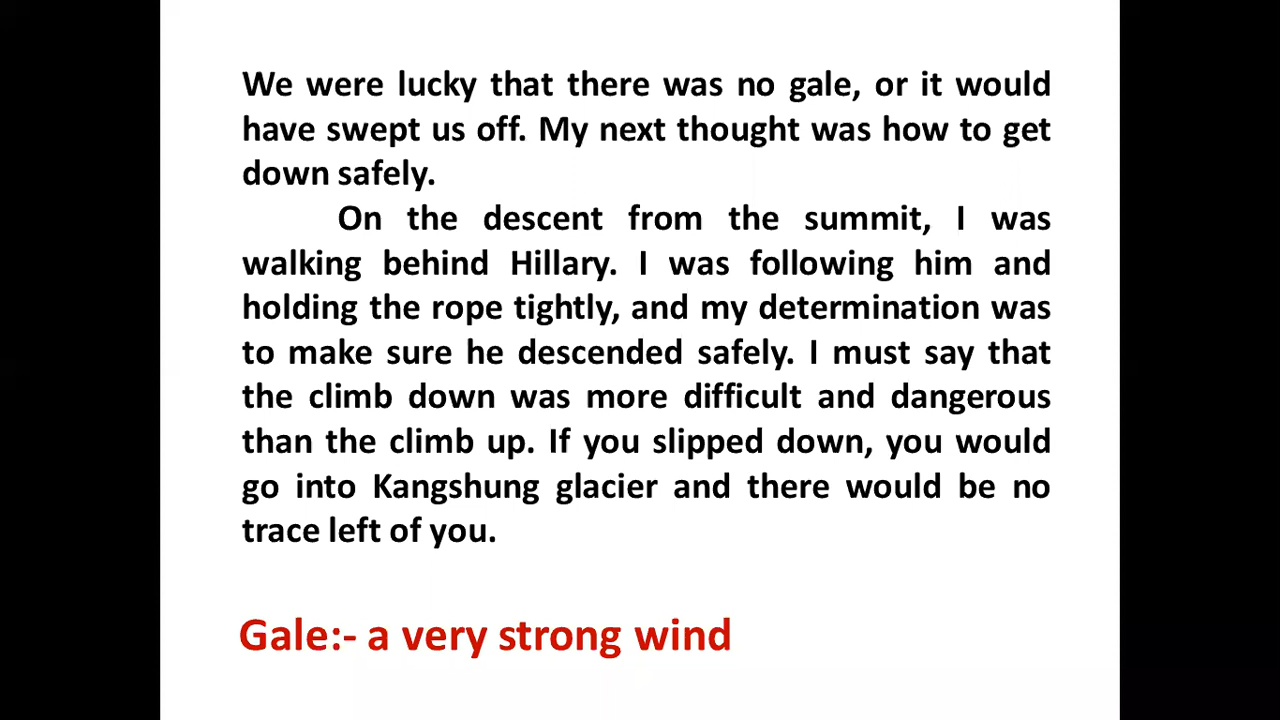 We were lucky that there was no gale, or it would
have swept us off. My next thought was how to get
down safely.
On the descent from the summit, I was
walking behind Hillary. I was following him and
holding the rope tightly, and my determination was
to make sure he descended safely. I must say that
the climb down was more difficult and dangerous
than the climb up. If you slipped down, you would
go into Kangshung glacier and there would be no
trace left of you.
Gale:- a very strong wind